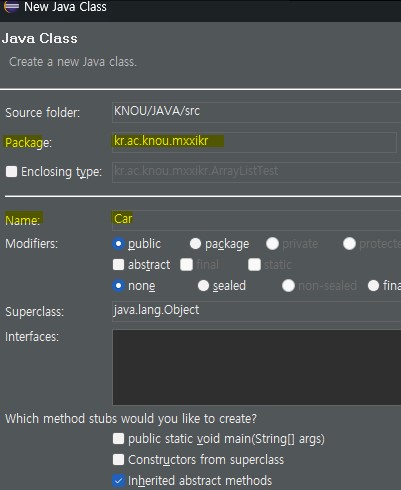 New Java Class
Java Class
Create a new Java class.
Source folder: KNOU/JAVA/src
Package: kr.ac.knou.mxxikr
Enclosing type: kr.ac.knou.mxxikr.ArrayListTest
Name: Car
Modifiers: public package private protecte
abstract final static
none sealed non-sealed fina
Superclass: java.lang.Object
Interfaces:
Which method stubs would you like to create?
public static void main(String[] args)
Constructors from superclass
Inherited abstract methods